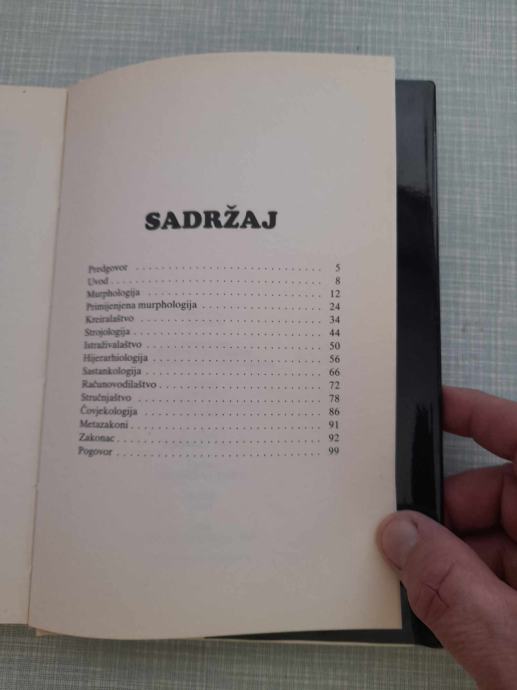 SADRŽAJ
Predgovor . . . . . . . . . . . . . . . . . . . . . . . . . . . . 5
Uvod . . . . . . . . . . . . . . . . . . . . . . . . . . . . . . . 8
Murphologija . . . . . . . . . . . . . . . . . . . . . . . . . . 12
Primijenjena murphologija . . . . . . . . . . . . . . . . . . 24
Kreiralaštvo . . . . . . . . . . . . . . . . . . . . . . . . . . . 34
Strojologija . . . . . . . . . . . . . . . . . . . . . . . . . . . 44
Istraživalaštvo . . . . . . . . . . . . . . . . . . . . . . . . . . 50
Hijerarhiologija . . . . . . . . . . . . . . . . . . . . . . . . . 56
Sastankologija . . . . . . . . . . . . . . . . . . . . . . . . . . 66
Računovodilaštvo . . . . . . . . . . . . . . . . . . . . . . . . 72
Stručnjaštvo . . . . . . . . . . . . . . . . . . . . . . . . . . . 78
Čovjekologija . . . . . . . . . . . . . . . . . . . . . . . . . . 86
Metazakoni . . . . . . . . . . . . . . . . . . . . . . . . . . . . 91
Zakonac . . . . . . . . . . . . . . . . . . . . . . . . . . . . . . 92
Pogovor . . . . . . . . . . . . . . . . . . . . . . . . . . . . . . 99